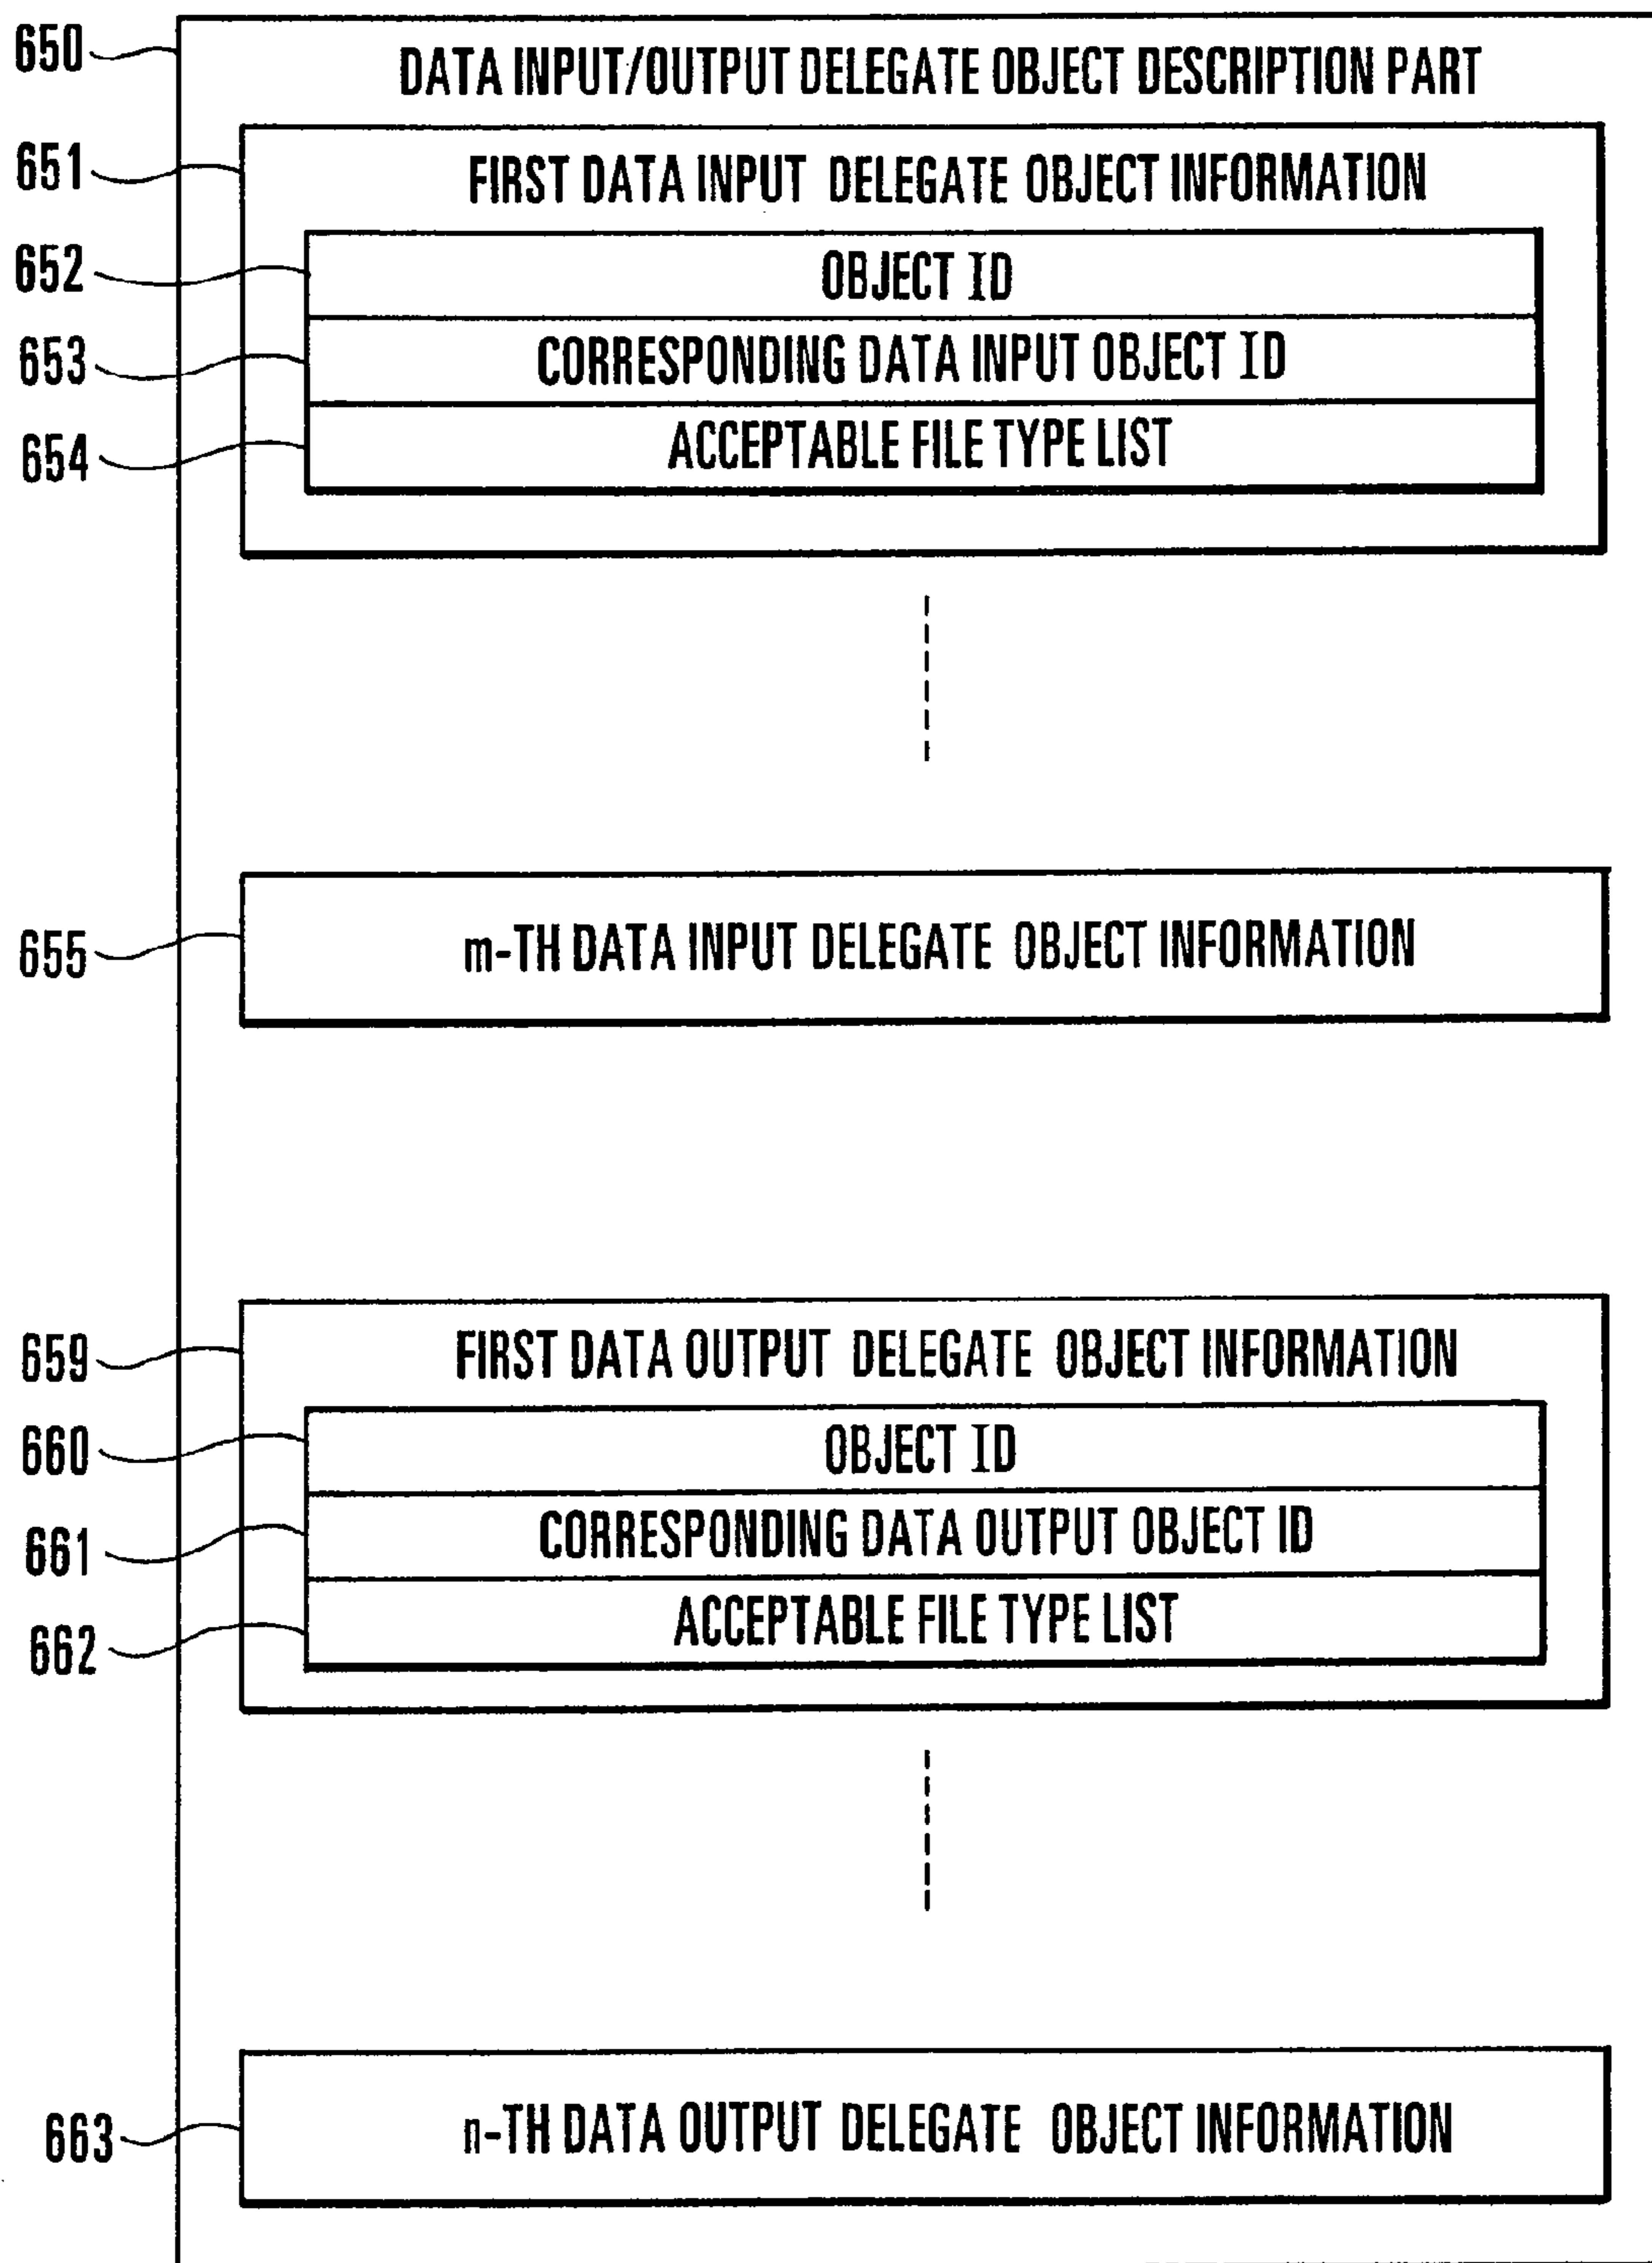 650 DATA INPUT/OUTPUT DELEGATE OBJECT DESCRIPTION PART
651 FIRST DATA INPUT DELEGATE OBJECT INFORMATION
652 OBJECT ID
653 CORRESPONDING DATA INPUT OBJECT ID
654 ACCEPTABLE FILE TYPE LIST
655 m-TH DATA INPUT DELEGATE OBJECT INFORMATION
659 FIRST DATA OUTPUT DELEGATE OBJECT INFORMATION
660 OBJECT ID
661 CORRESPONDING DATA OUTPUT OBJECT ID
662 ACCEPTABLE FILE TYPE LIST
663 n-TH DATA OUTPUT DELEGATE OBJECT INFORMATION